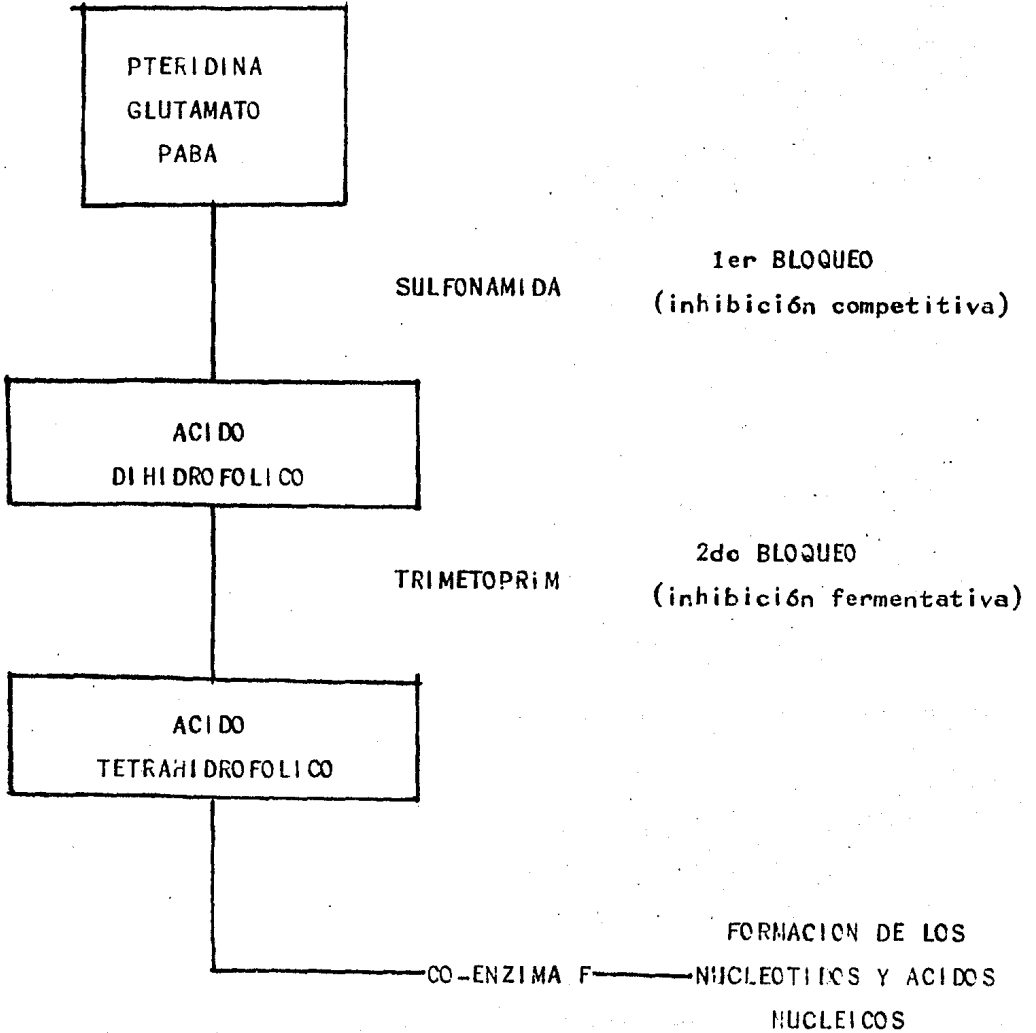 PTERIDINA
GLUTAMATO
PABA
SULFONAMIDA
1er BLOQUEO
(inhibición competitiva)
ACIDO
DIHIDROFOLICO
TRIMETOPRIM
2do BLOQUEO
(inhibición fermentativa)
ACIDO
TETRAHIDROFOLICO
FORMACION DE LOS
CO-ENZIMA F NUCLEOTIDOS Y ACIDOS
NUCLEICOS